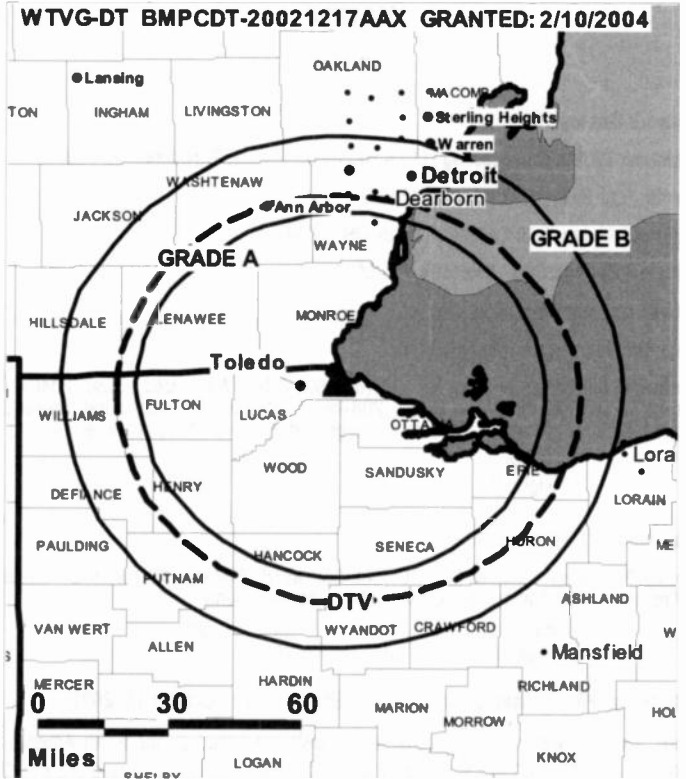 WTVG-DT BMPCDT-20021217AAX GRANTED: 2/10/2004
OAKLAND
Lansing
MACOMB
TON
INGHAM
LIVINGSTON
Sterling Heights
Warren
Detroit
WASHTENAW
Dearborn
Ann Arbor
JACKSON
WAYNE
GRADE B
GRADE A
MONROE
HILLSDALE
LENAWEE
Toledo
WILLIAMS
FULTON
LUCAS
OTTAWA
WOOD
SANDUSKY
ERIE
Lora
HENRY
DEFIANCE
LORAIN
PAULDING
HANCOCK
SENECA
HURON
ME
PUTNAM
DTV
ASHLAND
VAN WERT
WYANDOT
CRAWFORD
W
ALLEN
Mansfield
MERCER
HARDIN
RICHLAND
0 30 60
MARION
MORROW
HOL
Miles
LOGAN
KNOX
SHELBY